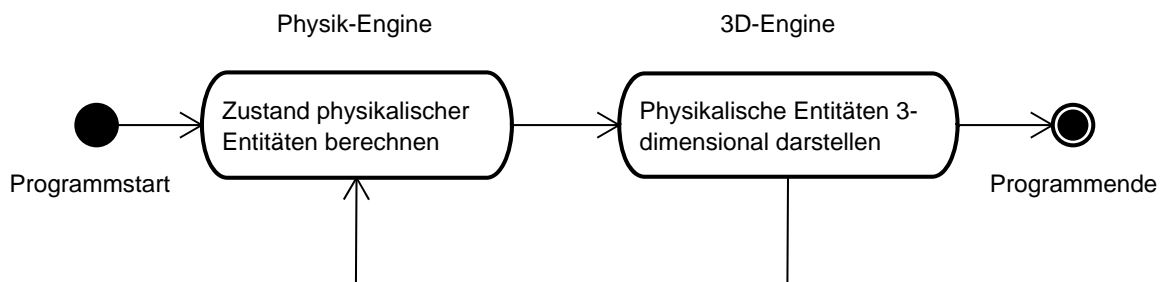 Physik-Engine
3D-Engine
Zustand physikalischer
Entitäten berechnen
Physikalische Entitäten 3-
dimensional darstellen
Programmstart
Programmende